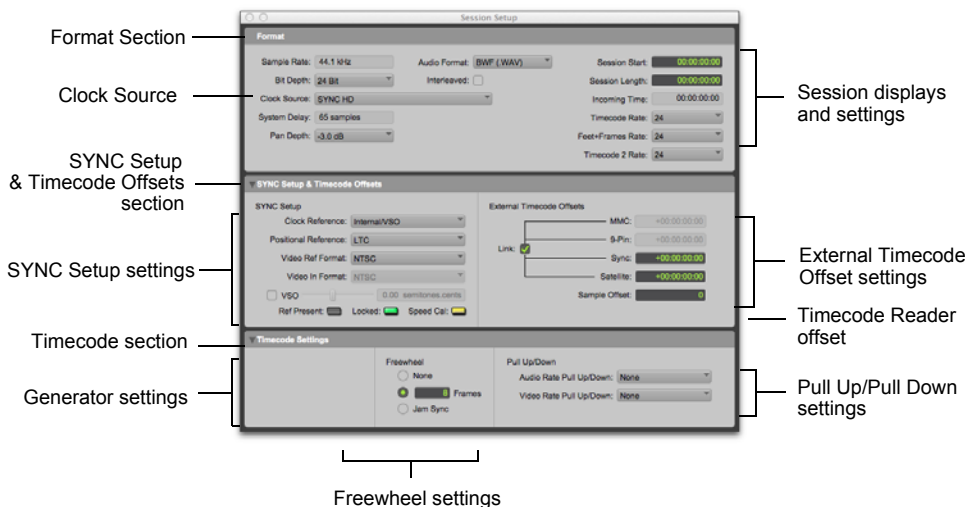 Session Setup
Format Section
Format
Sample Rate: 44.1 kHz
Audio Format: BWF (.WAV)
Session Start: 00:00:00:00
Bit Depth: 24 Bit
Interleaved:
Session Length: 00:00:00:00
Clock Source
Clock Source: SYNC HD
Incoming Time: 00:00:00:00
Session displays
and settings
System Delay: 65 samples
Timecode Rate: 24
Pan Depth: -3.0 dB
Feet+Frames Rate: 24
Timecode 2 Rate: 24
SYNC Setup
& Timecode Offsets
section
SYNC Setup & Timecode Offsets
SYNC Setup
External Timecode Offsets
Clock Reference: Internal/VSO
MMC: +00:00:00:00
Positional Reference: LTC
9-Pin: +00:00:00:00
Link:
Video Ref Format: NTSC
Sync: +00:00:00:00
SYNC Setup settings
External Timecode
Offset settings
Video In Format: NTSC
Satellite: +00:00:00:00
VSO 0.00 semitones.cents
Sample Offset: 0
Ref Present: Locked: Speed Cal:
Timecode Reader
offset
Timecode section
Timecode Settings
Freewheel
Pull Up/Down
None
Audio Rate Pull Up/Down: None
Generator settings
8 Frames
Video Rate Pull Up/Down: None
Pull Up/Pull Down
settings
Jam Sync
Freewheel settings